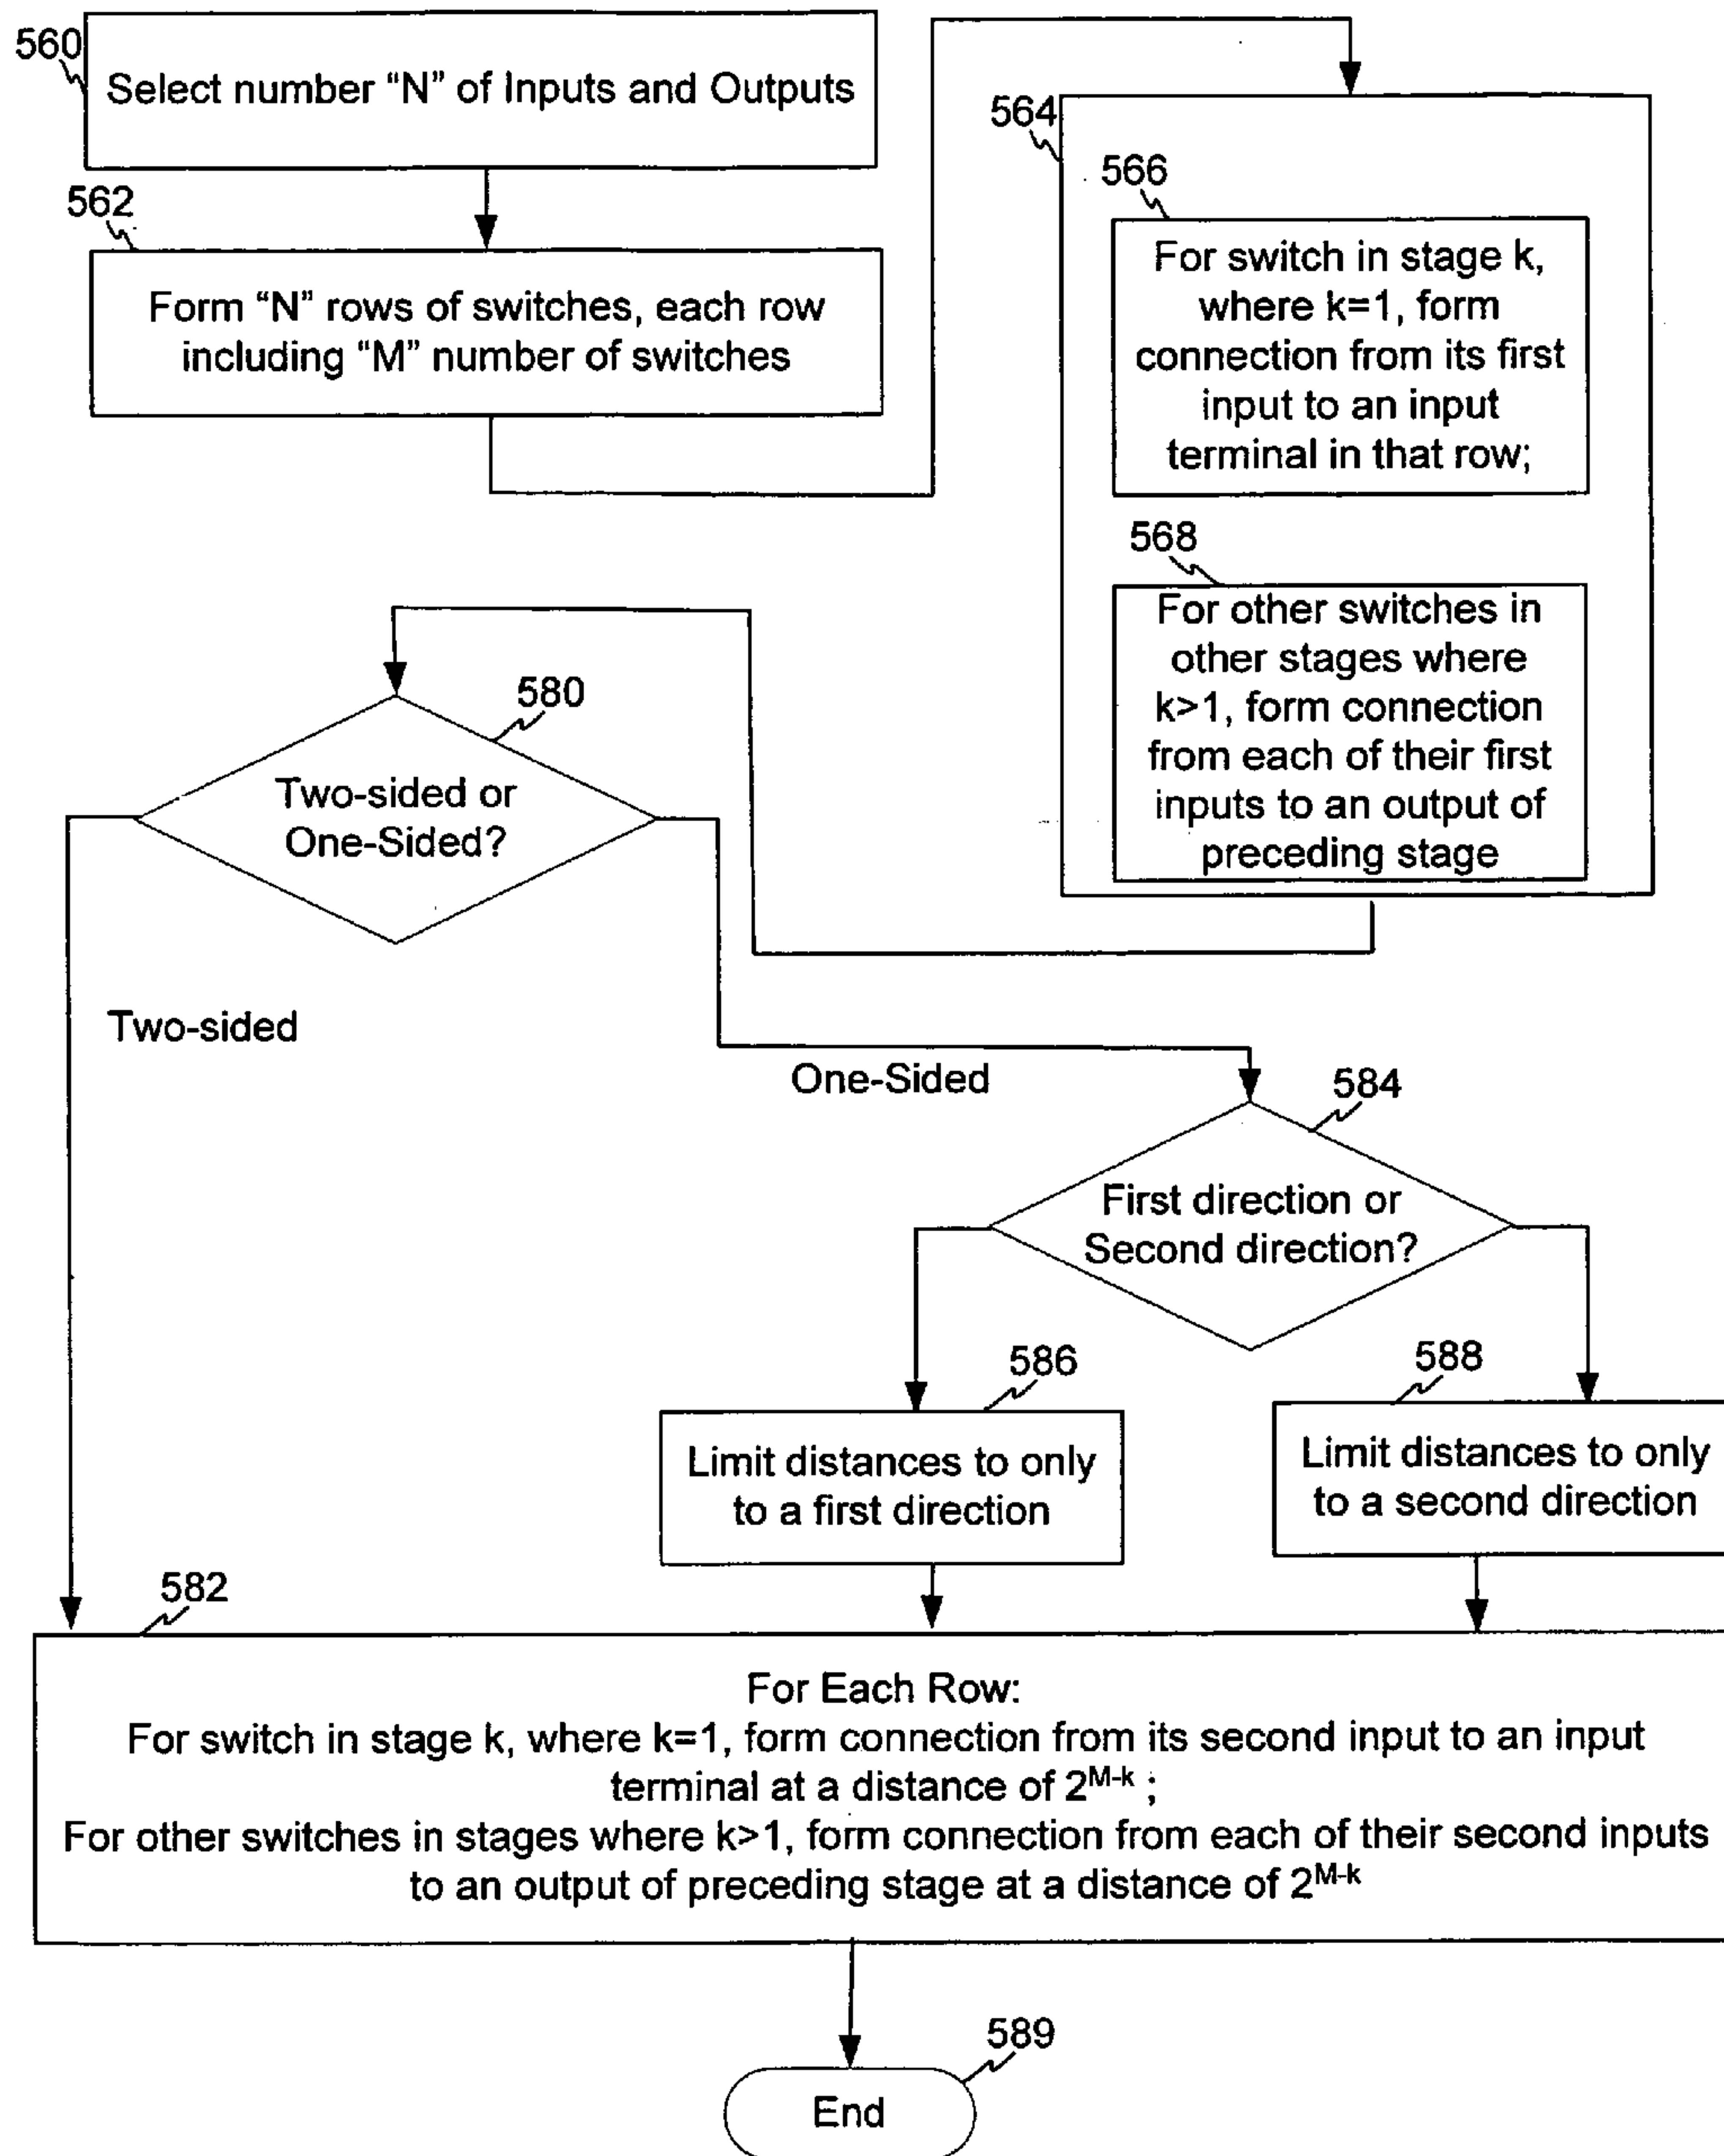 560
Select number “N” of Inputs and Outputs
562
Form “N” rows of switches, each row
including “M” number of switches
564
566
For switch in stage k,
where k=1, form
connection from its first
input to an input
terminal in that row;
568
For other switches in
other stages where
k>1, form connection
from each of their first
inputs to an output of
preceding stage
580
Two-sided or
One-Sided?
Two-sided
One-Sided
584
First direction or
Second direction?
586
Limit distances to only
to a first direction
588
Limit distances to only
to a second direction
582
For Each Row:
For switch in stage k, where k=1, form connection from its second input to an input
terminal at a distance of 2^M-k ;
For other switches in stages where k>1, form connection from each of their second inputs
to an output of preceding stage at a distance of 2^M-k
589
End